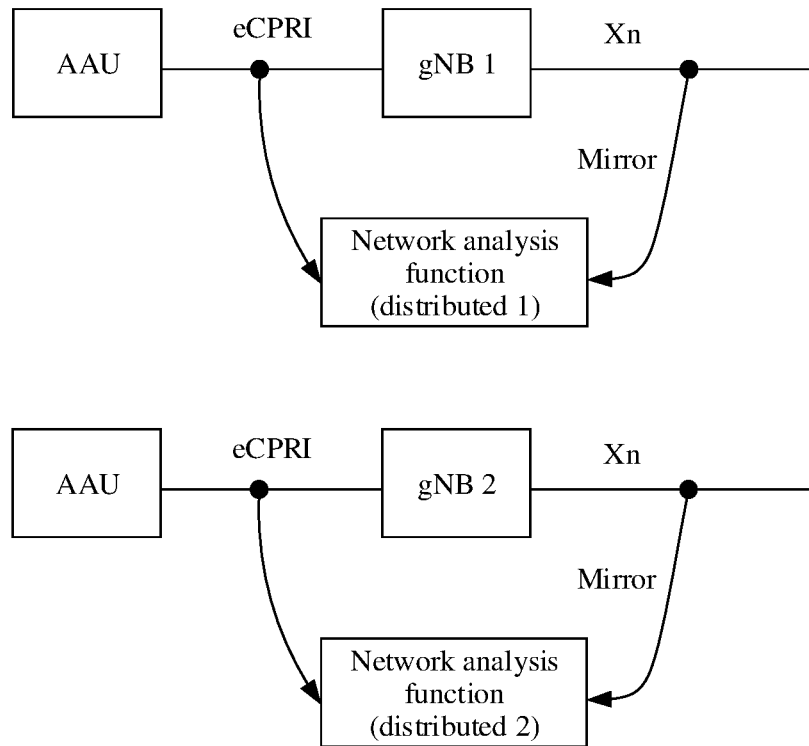 eCPRI
Xn
AAU
gNB 1
Mirror
Network analysis
function
(distributed 1)
eCPRI
Xn
AAU
gNB 2
Mirror
Network analysis
function
(distributed 2)